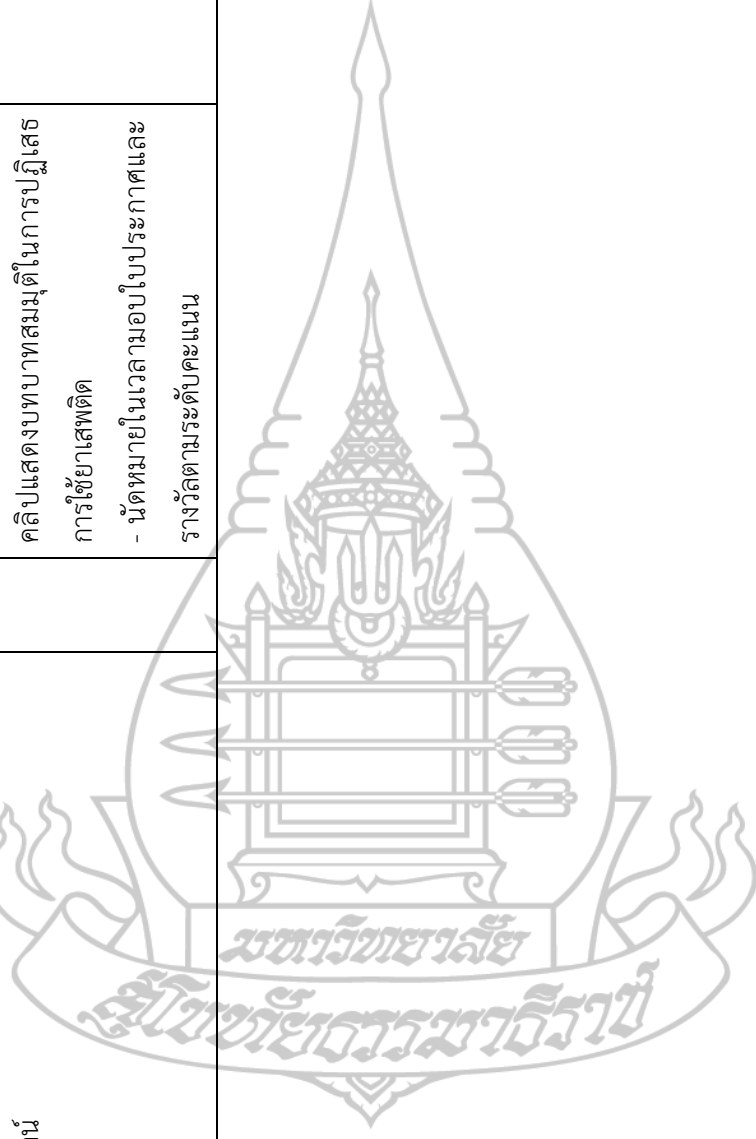 คลิปแสดงบทบาทสมมุติในการปฏิเสธ
การใช้ยาเสพติด
- นัดหมายในเวลามอบใบประกาศและ
รางวัลตามระดับคะแนน
มหาวิทยาลัย
สุโขทัยธรรมาธิราช